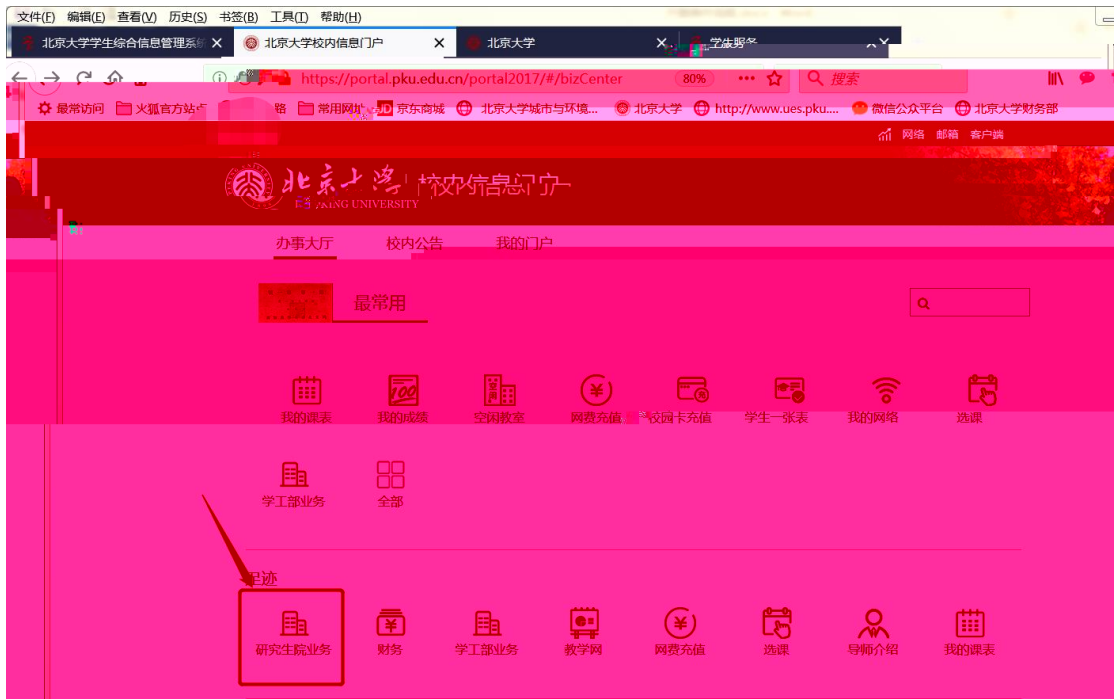 文件(F) 编辑(E) 查看(V) 历史(S) 书签(B) 工具(T) 帮助(H)
北京大学学生综合信息管理系统 北京大学校内信息门户 北京大学 学生服务
https://portal.pku.edu.cn/portal2017/#/bizCenter 80% 搜索
最常访问 火狐官方站点 常用网址 JD 京东商城 北京大学城市与环境... 北京大学 http://www.ues.pku.... 微信公众平台 北京大学财务部
网络 邮箱 客户端
北京大学 校内信息门户
PEKING UNIVERSITY
办事大厅 校内公告 我的门户
最常用
我的课表 我的成绩 空闲教室 网费充值 校园卡充值 学生一张表 我的网络 选课
学工部业务 全部
足迹
研究生院业务 财务 学工部业务 教学网 网费充值 选课 导师介绍 我的课表